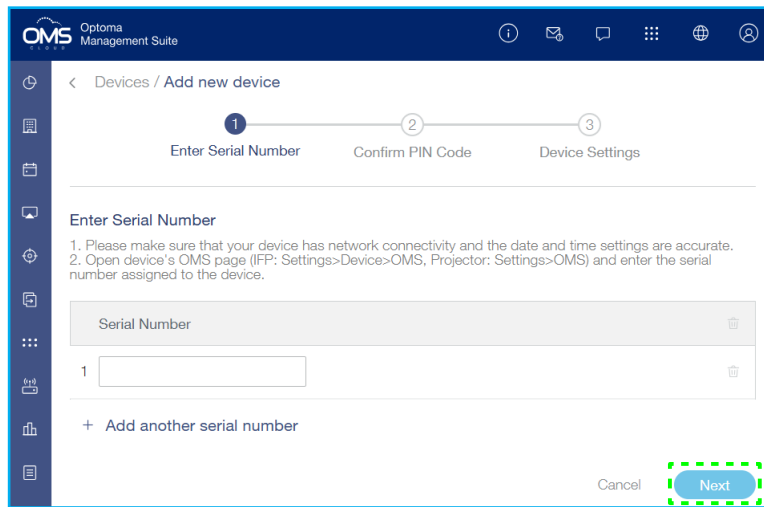 OMS Optoma
CLOUD Management Suite
< Devices / Add new device
1 2 3
Enter Serial Number Confirm PIN Code Device Settings
Enter Serial Number
1. Please make sure that your device has network connectivity and the date and time settings are accurate.
2. Open device's OMS page (IFP: Settings>Device>OMS, Projector: Settings>OMS) and enter the serial
number assigned to the device.
Serial Number
1
+ Add another serial number
Cancel Next